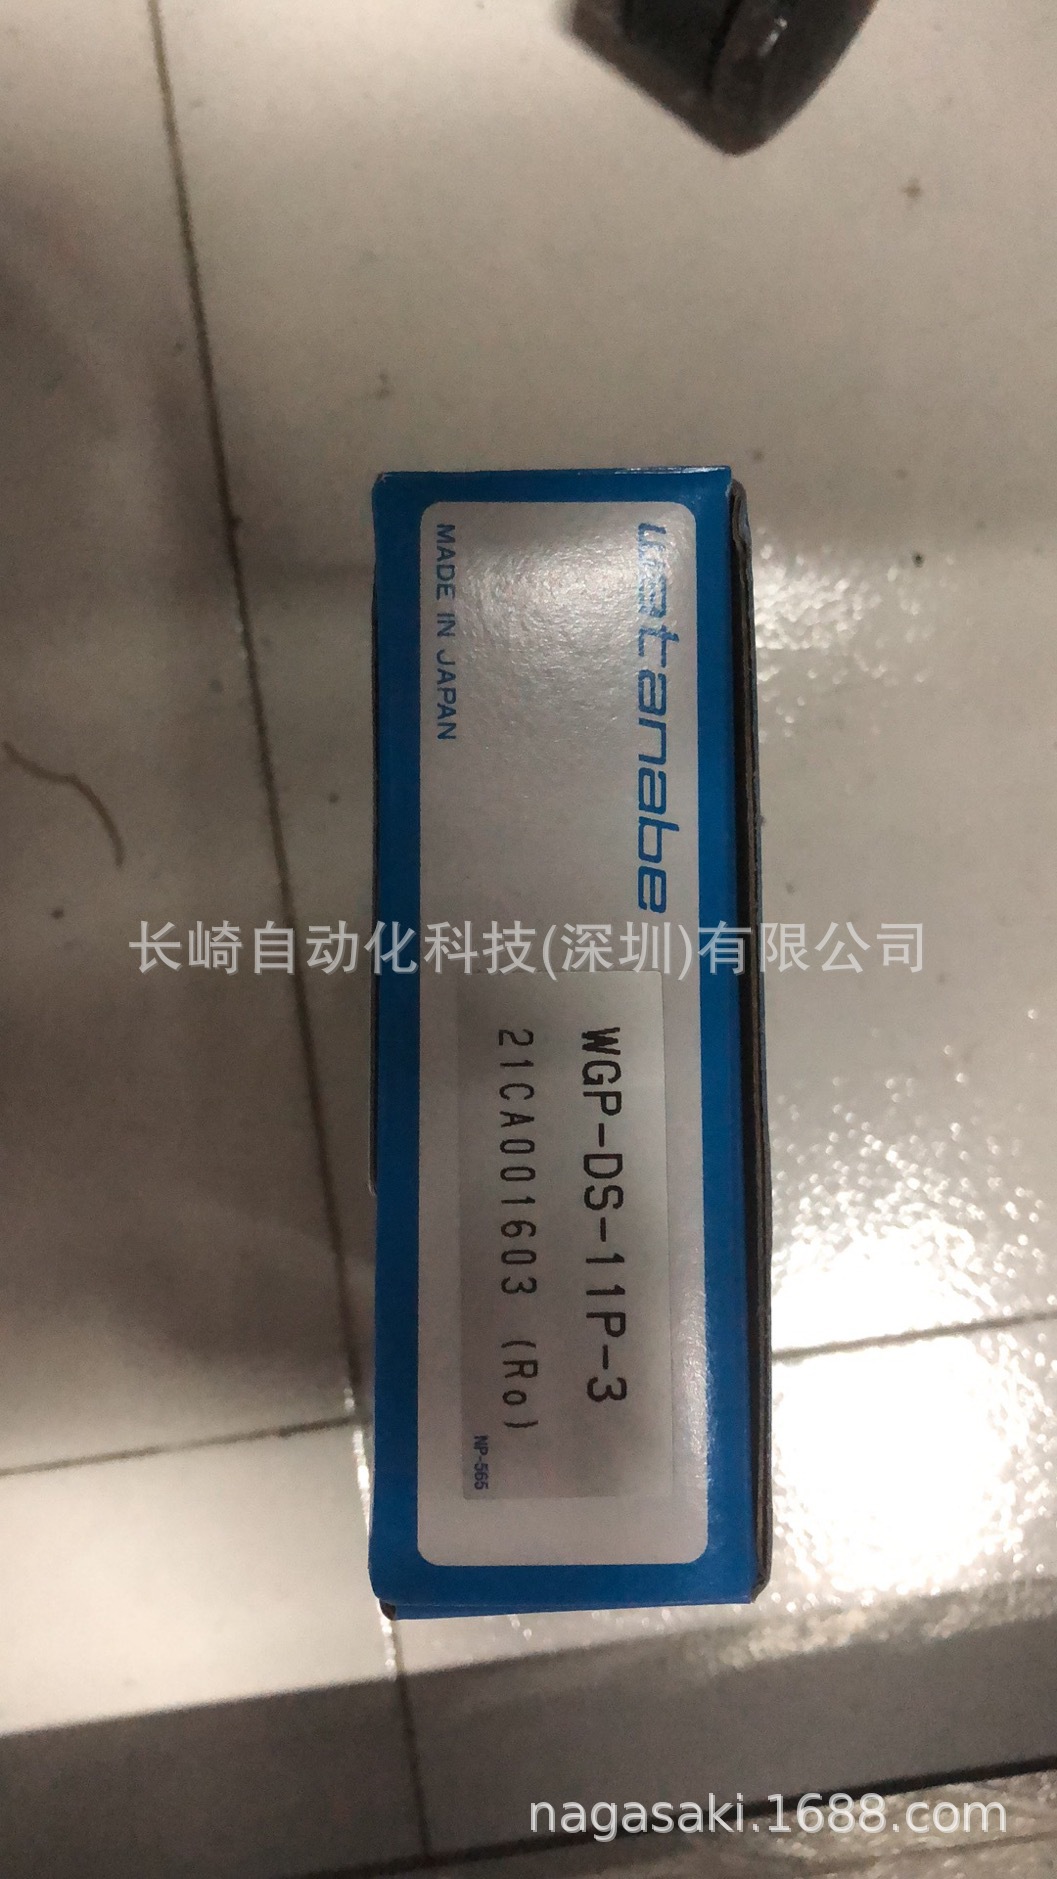 watanabe
MADE IN JAPAN
WGP-DS-11P-3
21CA001603 (Ro)
NP-565
长崎自动化科技(深圳)有限公司
nagasaki.1688.com